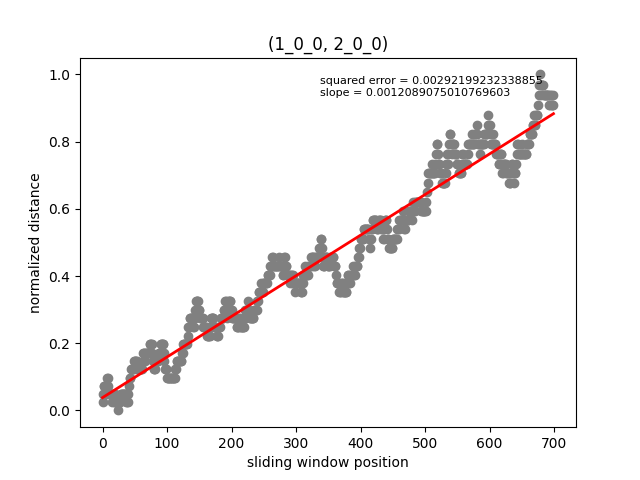 (1_0_0, 2_0_0)
squared error = 0.00292199232338855
slope = 0.0012089075010769603
1.0
0.8
0.6
0.4
0.2
0.0
normalized distance
0 100 200 300 400 500 600 700
sliding window position